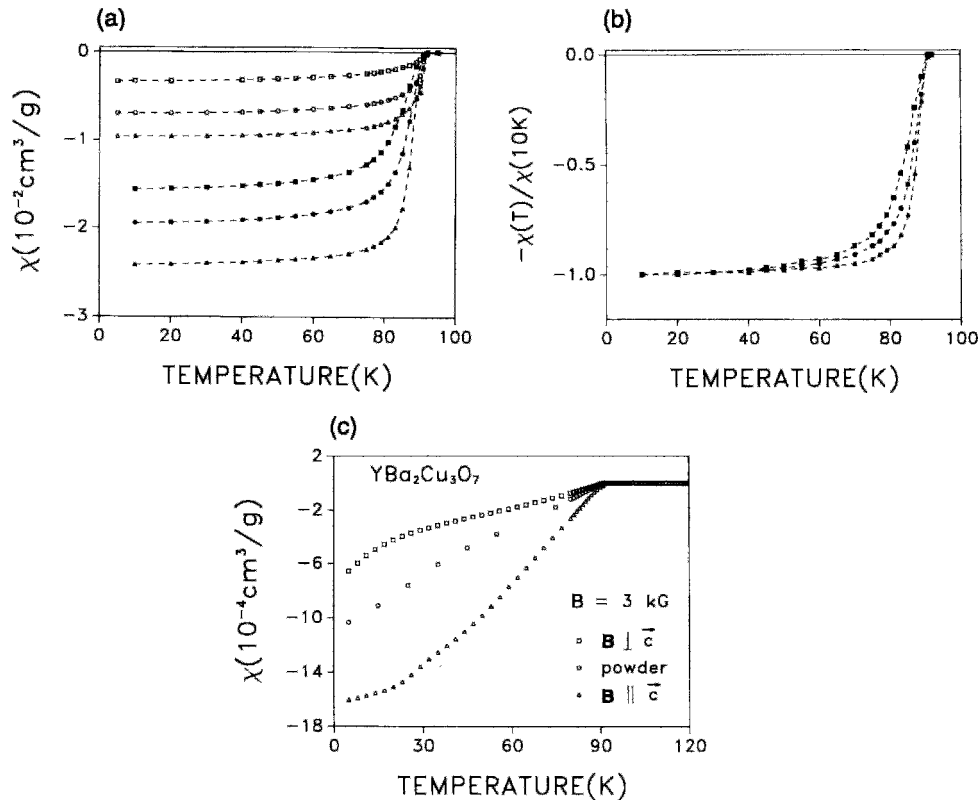 (a)
0
−1
−2
−3
χ(10⁻²cm³/g)
0 20 40 60 80 100
TEMPERATURE(K)
(b)
0.0
−0.5
−1.0
−χ(T)/χ(10K)
0 20 40 60 80 100
TEMPERATURE(K)
(c)
2
−2
−6
−10
−14
−18
χ(10⁻⁴cm³/g)
YBa₂Cu₃O₇
B = 3 kG
B ⊥ c⃗
powder
B || c⃗
0 30 60 90 120
TEMPERATURE(K)